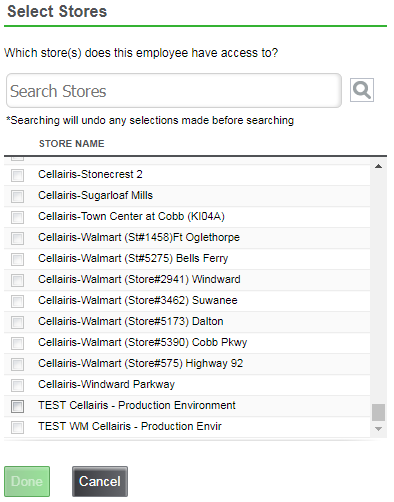 Select Stores
Which store(s) does this employee have access to?
Search Stores
*Searching will undo any selections made before searching
STORE NAME
Cellairis-Stonecrest 2
Cellairis-Sugarloaf Mills
Cellairis-Town Center at Cobb (KI04A)
Cellairis-Walmart (St#1458)Ft Oglethorpe
Cellairis-Walmart (St#5275) Bells Ferry
Cellairis-Walmart (Store#2941) Windward
Cellairis-Walmart (Store#3462) Suwanee
Cellairis-Walmart (Store#5173) Dalton
Cellairis-Walmart (Store#5390) Cobb Pkwy
Cellairis-Walmart (Store#575) Highway 92
Cellairis-Windward Parkway
TEST Cellairis - Production Environment
TEST WM Cellairis - Production Envir
Done
Cancel